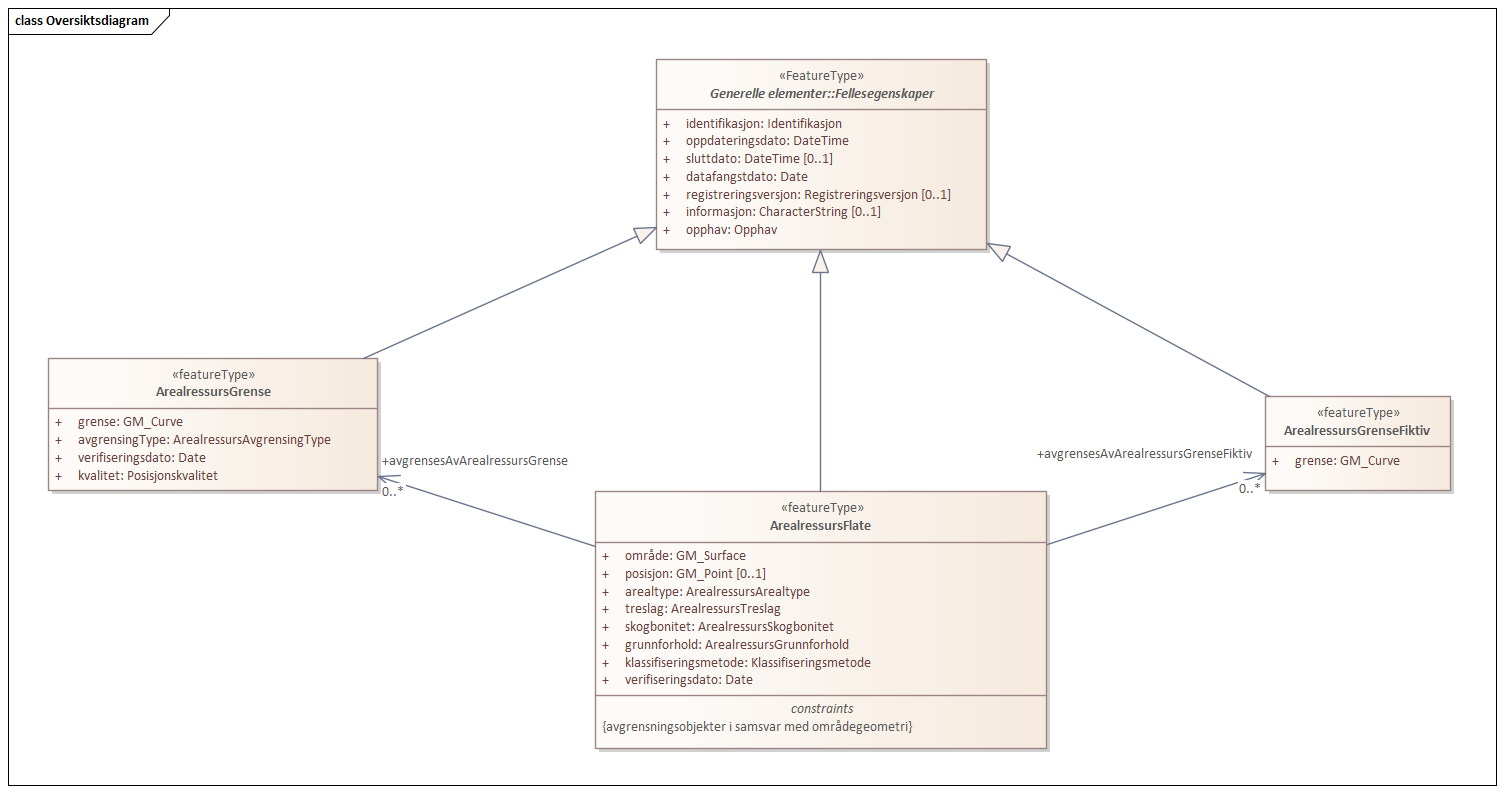 class Oversiktsdiagram
«FeatureType»
Generelle elementer::Fellesegenskaper
+ identifikasjon: Identifikasjon
+ oppdateringsdato: DateTime
+ sluttdato: DateTime [0..1]
+ datafangstdato: Date
+ registreringsversjon: Registreringsversjon [0..1]
+ informasjon: CharacterString [0..1]
+ opphav: Opphav
«featureType»
ArealressursGrense
+ grense: GM_Curve
+ avgrensingType: ArealressursAvgrensingType
+ verifiseringsdato: Date
+ kvalitet: Posisjonskvalitet
+avgrensesAvArealressursGrense
0..*
«featureType»
ArealressursGrenseFiktiv
+ grense: GM_Curve
+avgrensesAvArealressursGrenseFiktiv
0..*
«featureType»
ArealressursFlate
+ område: GM_Surface
+ posisjon: GM_Point [0..1]
+ arealtype: ArealressursArealtype
+ treslag: ArealressursTreslag
+ skogbonitet: ArealressursSkogbonitet
+ grunnforhold: ArealressursGrunnforhold
+ klassifiseringsmetode: Klassifiseringsmetode
+ verifiseringsdato: Date
constraints
{avgrensningsobjekter i samsvar med områdegeometri}